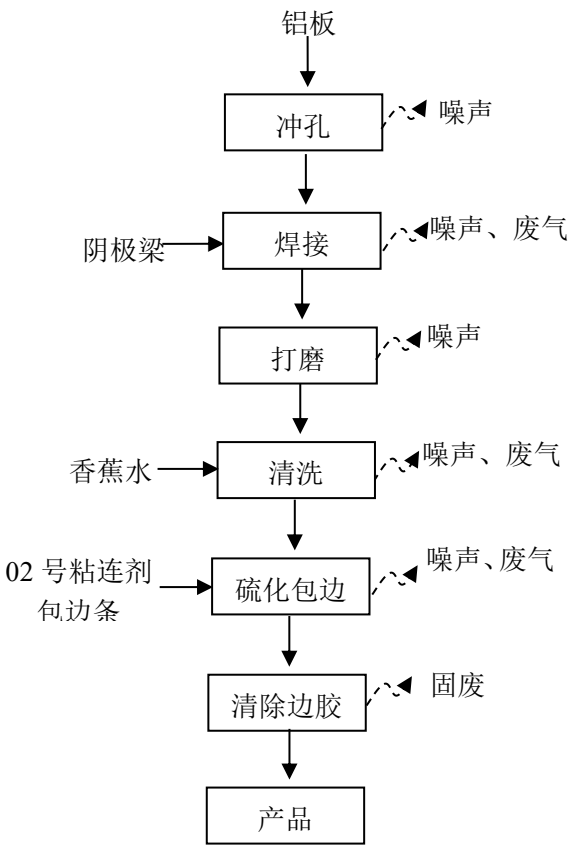 铝板
冲孔
噪声
阴极梁
焊接
噪声、废气
打磨
噪声
香蕉水
清洗
噪声、废气
02 号粘连剂
包边条
硫化包边
噪声、废气
清除边胶
固废
产品